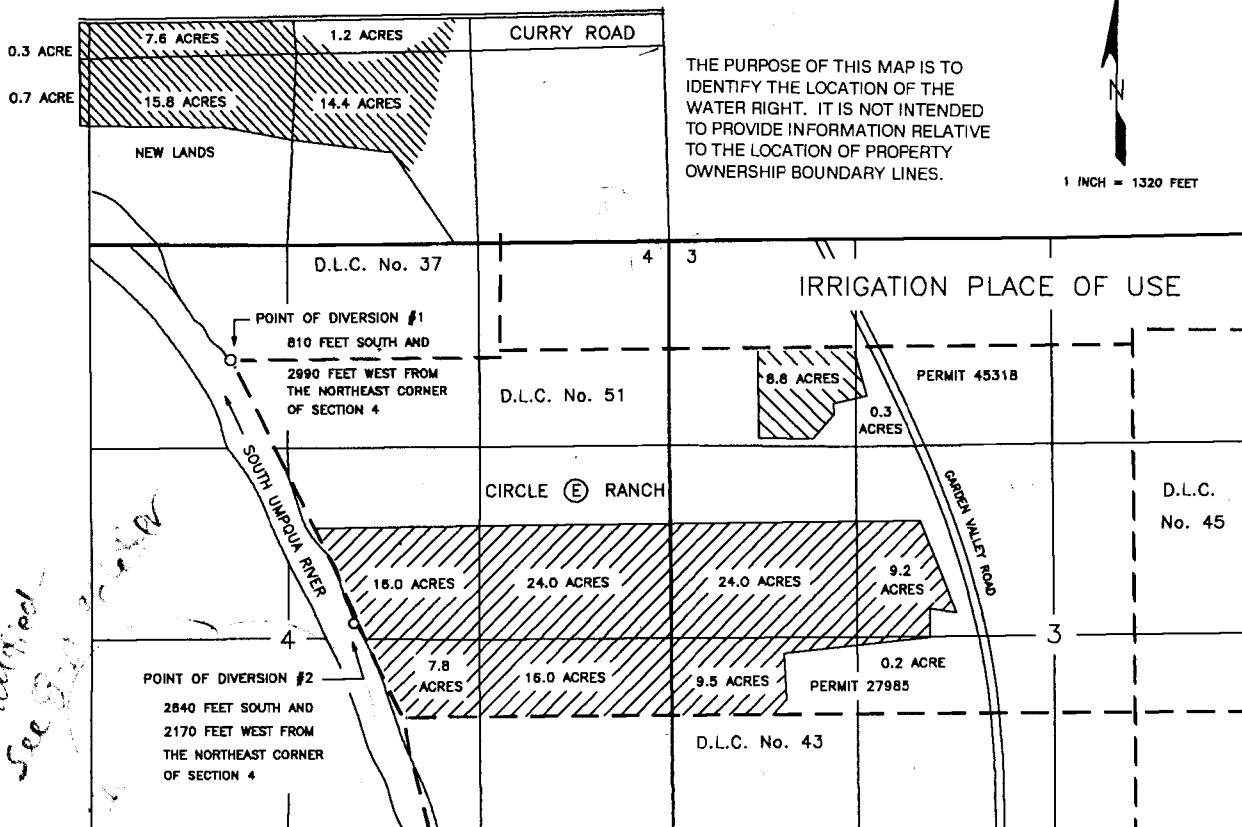 7.6 ACRES
1.2 ACRES
CURRY ROAD
0.3 ACRE
0.7 ACRE
15.8 ACRES
14.4 ACRES
NEW LANDS
THE PURPOSE OF THIS MAP IS TO
IDENTIFY THE LOCATION OF THE
WATER RIGHT. IT IS NOT INTENDED
TO PROVIDE INFORMATION RELATIVE
TO THE LOCATION OF PROPERTY
OWNERSHIP BOUNDARY LINES.
N
1 INCH = 1320 FEET
D.L.C. No. 37
4 3
IRRIGATION PLACE OF USE
POINT OF DIVERSION #1
810 FEET SOUTH AND
2990 FEET WEST FROM
THE NORTHEAST CORNER
OF SECTION 4
D.L.C. No. 51
8.8 ACRES
PERMIT 45318
0.3
ACRES
SOUTH UMPQUA RIVER
CIRCLE E RANCH
GARDEN VALLEY ROAD
D.L.C.
No. 45
16.0 ACRES
24.0 ACRES
24.0 ACRES
9.2
ACRES
4
3
7.8
ACRES
16.0 ACRES
9.5 ACRES
0.2 ACRE
PERMIT 27985
POINT OF DIVERSION #2
2640 FEET SOUTH AND
2170 FEET WEST FROM
THE NORTHEAST CORNER
OF SECTION 4
D.L.C. No. 43
See